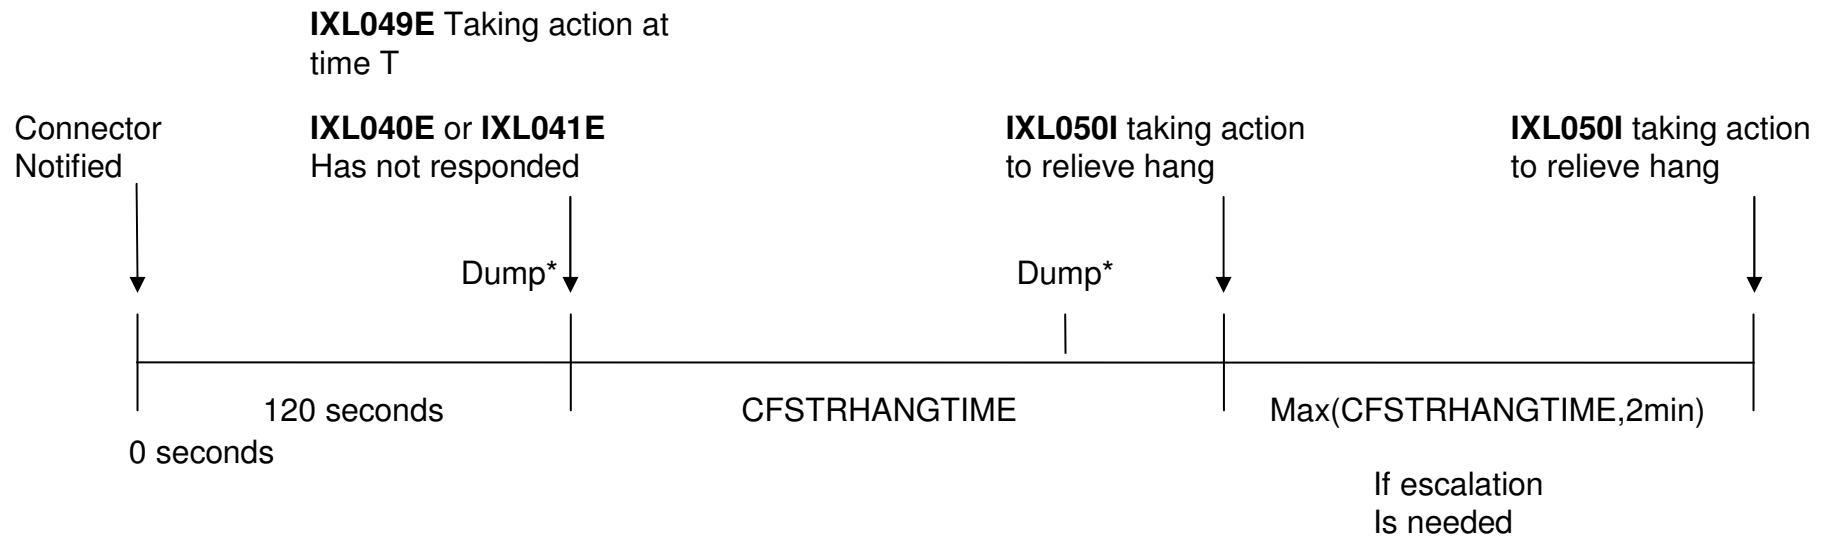 IXL049E Taking action at
time T
Connector
Notified
IXL040E or IXL041E
Has not responded
IXL050I taking action
to relieve hang
IXL050I taking action
to relieve hang
Dump*
Dump*
120 seconds
CFSTRHANGTIME
Max(CFSTRHANGTIME,2min)
0 seconds
If escalation
Is needed